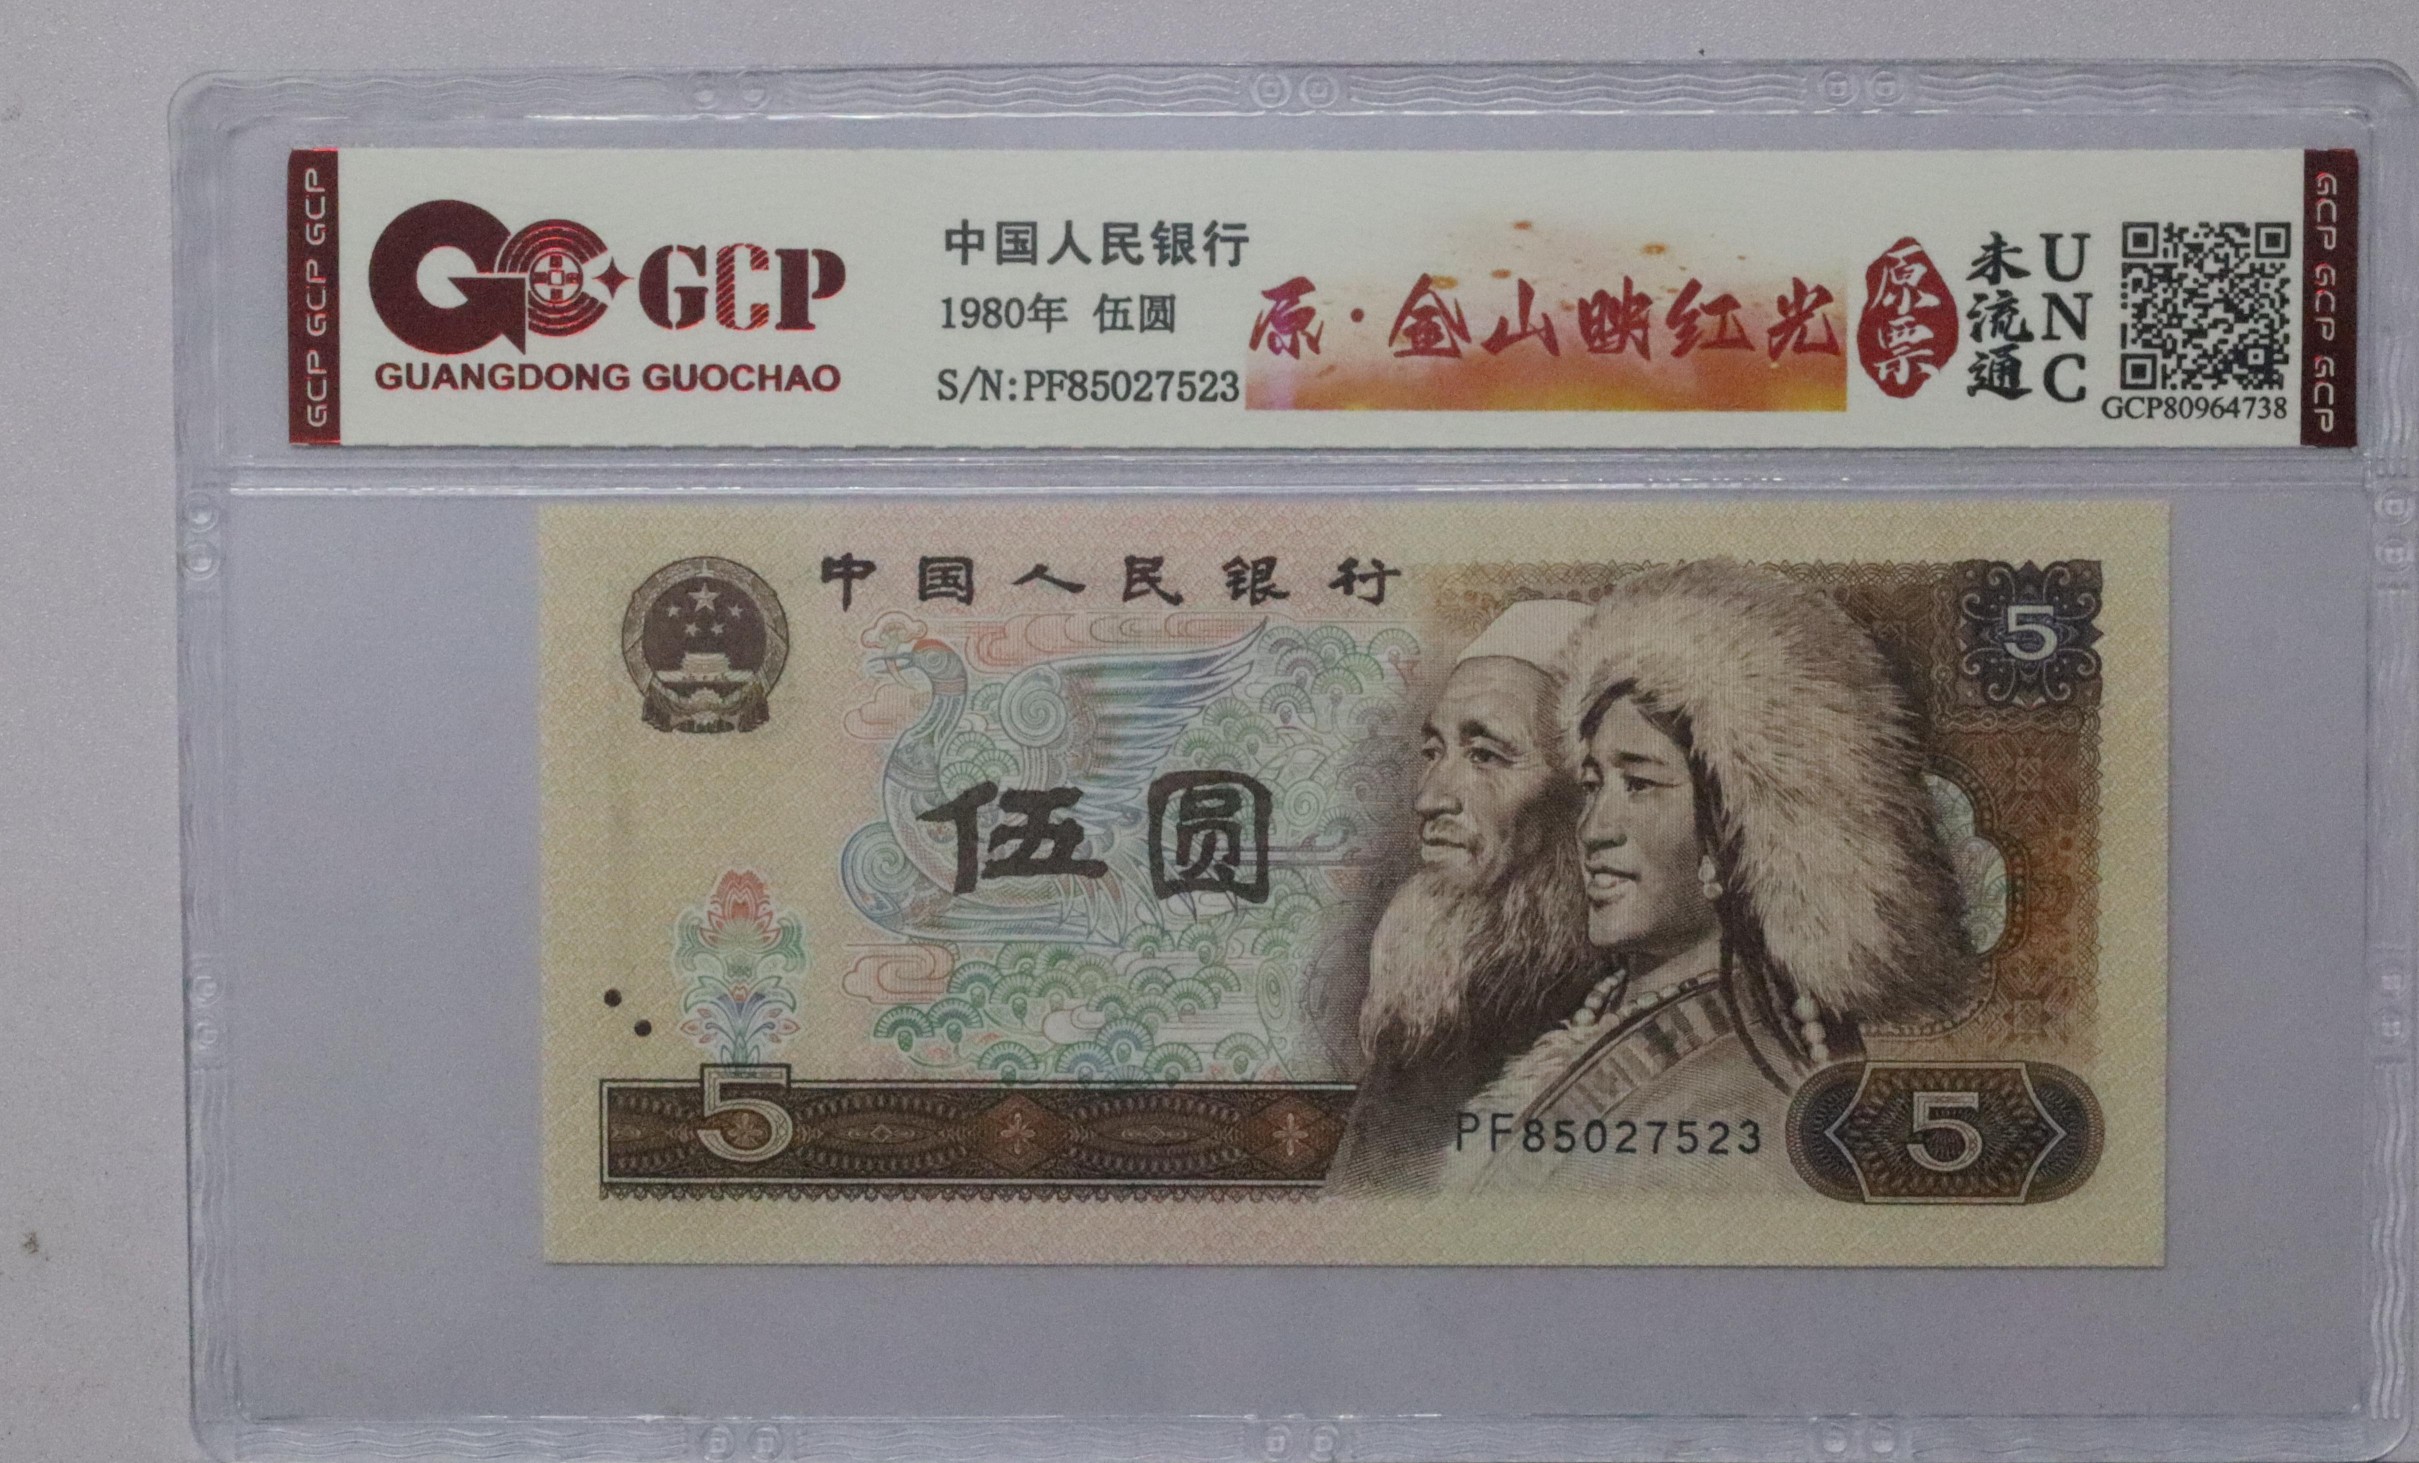 GCP GCP GCP
GC GCP
GUANGDONG GUOCHAO
中国人民银行
1980年 伍圆
S/N:PF85027523
原·金山映红光
原票
未流通
UNC
GCP80964738
GCP GCP GCP
中国人民银行
5
伍圆
5
PF85027523
5